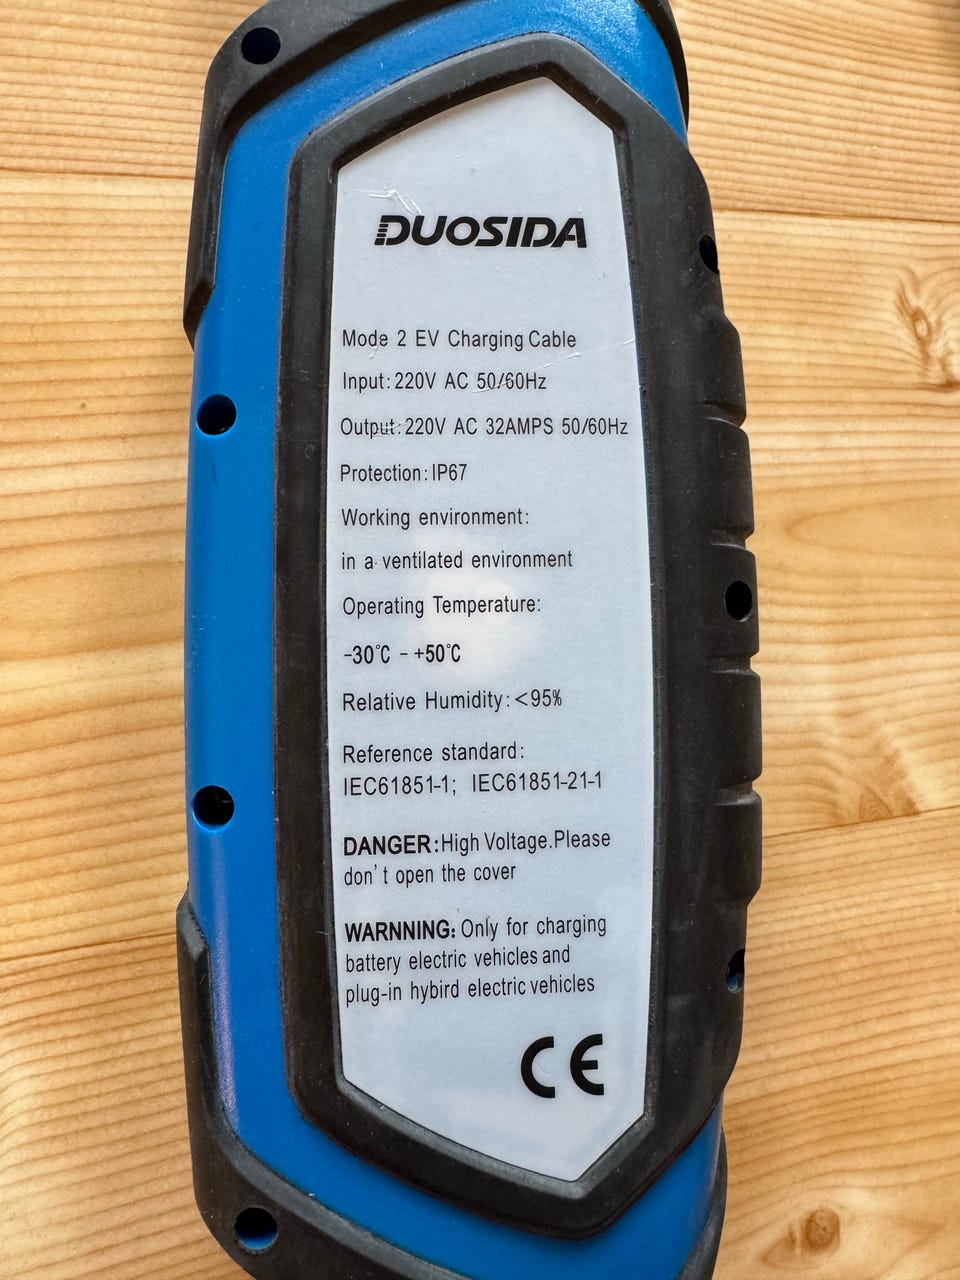 DUOSIDA
Mode 2 EV Charging Cable
Input: 220V AC 50/60Hz
Output: 220V AC 32AMPS 50/60Hz
Protection: IP67
Working environment:
in a ventilated environment
Operating Temperature:
-30℃ - +50℃
Relative Humidity: <95%
Reference standard:
IEC61851-1; IEC61851-21-1
DANGER: High Voltage.Please
don't open the cover
WARNNING: Only for charging
battery electric vehicles and
plug-in hybird electric vehicles
CE